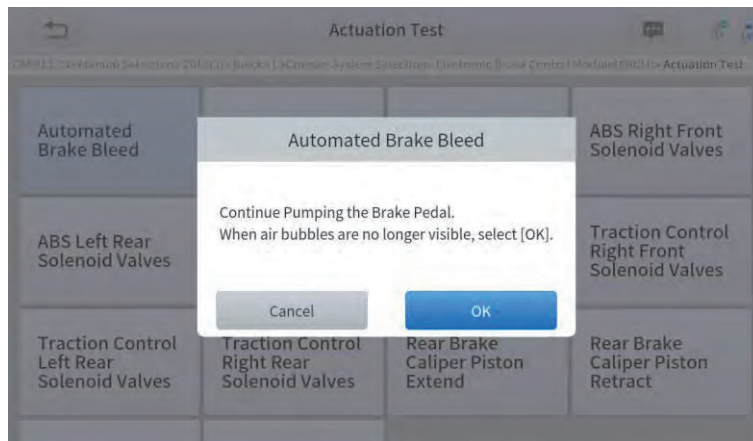 Actuation Test
> Actuation Test
Automated
Brake Bleed
ABS Right Front
Solenoid Valves
Automated Brake Bleed
Continue Pumping the Brake Pedal.
When air bubbles are no longer visible, select [OK].
Cancel
OK
ABS Left Rear
Solenoid Valves
Traction Control
Right Front
Solenoid Valves
Traction Control
Left Rear
Solenoid Valves
Traction Control
Right Rear
Solenoid Valves
Rear Brake
Caliper Piston
Extend
Rear Brake
Caliper Piston
Retract